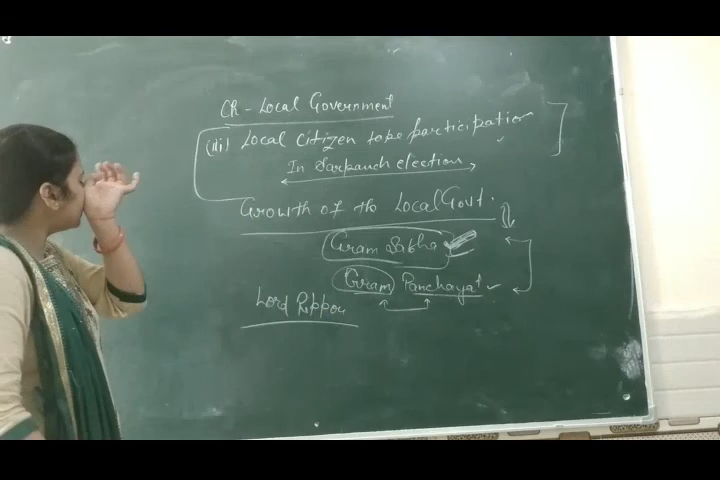 Ch - Local Government
(iii) Local Citizen take participation
In Sarpanch election
Growth of the Local Govt.
Gram Sabha
Gram Panchayat
Lord Rippon